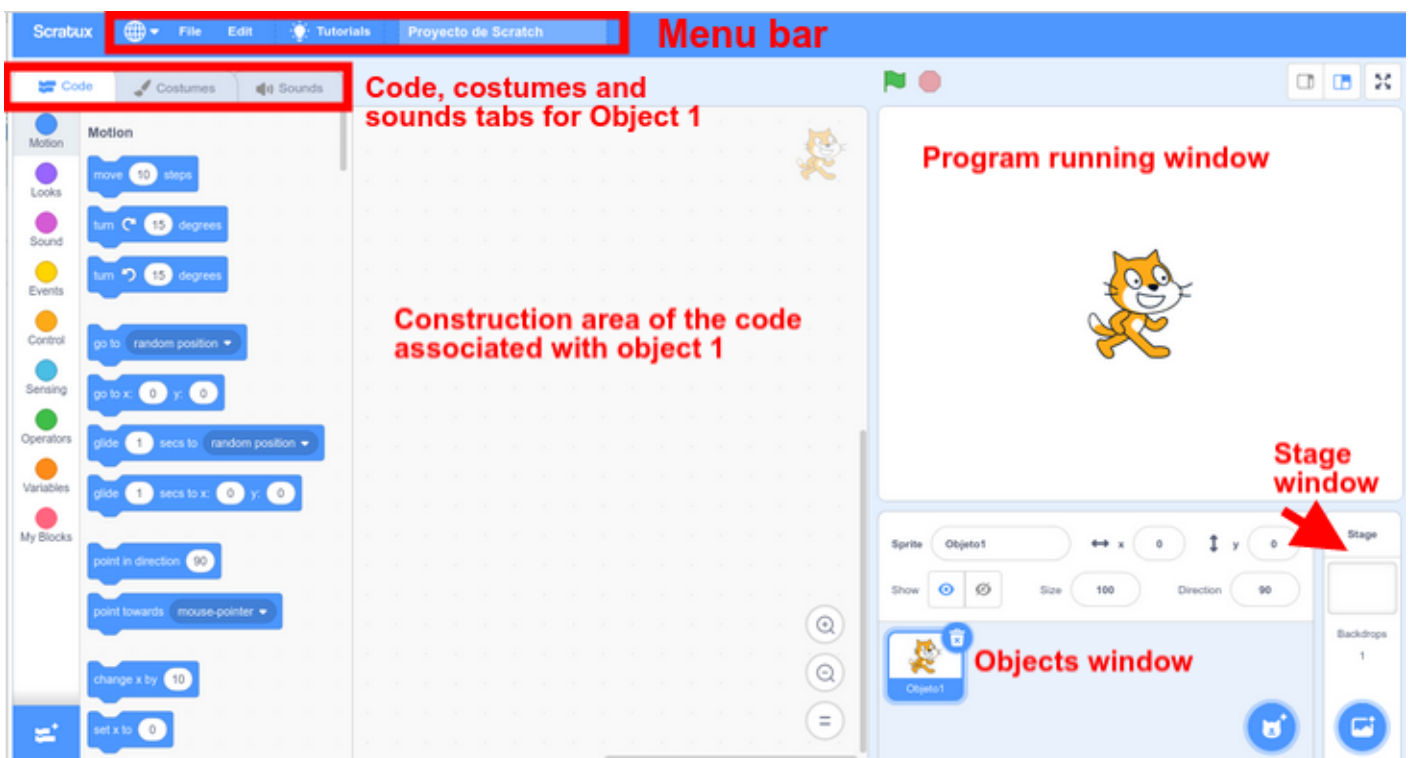 Scratux File Edit Tutorials Proyecto de Scratch Menu bar
Code Costumes Sounds
Code, costumes and
sounds tabs for Object 1
Motion
Looks
Sound
Events
Control
Sensing
Operators
Variables
My Blocks
Motion
move 10 steps
turn 15 degrees
turn 15 degrees
go to random position
go to x: 0 y: 0
glide 1 secs to random position
glide 1 secs to x: 0 y: 0
point in direction 90
point towards mouse-pointer
change x by 10
set x to 0
Construction area of the code
associated with object 1
=
Program running window
Stage
window
Sprite Objeto1 x 0 y 0
Show Size 100 Direction 90
Objeto1
Objects window
Stage
Backdrops
1